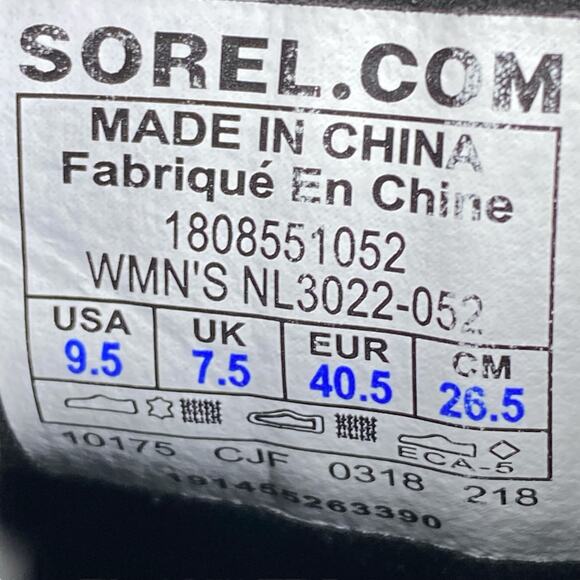 SOREL.COM
MADE IN CHINA
Fabriqué En Chine
1808551052
WMN'S NL3022-052
USA UK EUR CM
9.5 7.5 40.5 26.5
ECA-5
10175 CJF 0318 218
191455263390